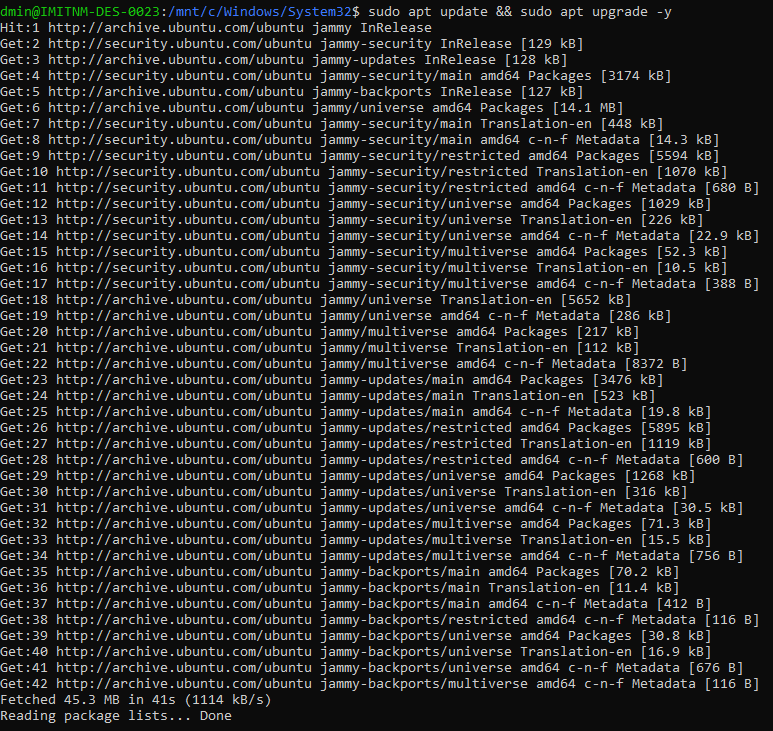 dmin@IMITNM-DES-0023:/mnt/c/Windows/System32$ sudo apt update && sudo apt upgrade -y
Hit:1 http://archive.ubuntu.com/ubuntu jammy InRelease
Get:2 http://security.ubuntu.com/ubuntu jammy-security InRelease [129 kB]
Get:3 http://archive.ubuntu.com/ubuntu jammy-updates InRelease [128 kB]
Get:4 http://security.ubuntu.com/ubuntu jammy-security/main amd64 Packages [3174 kB]
Get:5 http://archive.ubuntu.com/ubuntu jammy-backports InRelease [127 kB]
Get:6 http://archive.ubuntu.com/ubuntu jammy/universe amd64 Packages [14.1 MB]
Get:7 http://security.ubuntu.com/ubuntu jammy-security/main Translation-en [448 kB]
Get:8 http://security.ubuntu.com/ubuntu jammy-security/main amd64 c-n-f Metadata [14.3 kB]
Get:9 http://security.ubuntu.com/ubuntu jammy-security/restricted amd64 Packages [5594 kB]
Get:10 http://security.ubuntu.com/ubuntu jammy-security/restricted Translation-en [1070 kB]
Get:11 http://security.ubuntu.com/ubuntu jammy-security/restricted amd64 c-n-f Metadata [680 B]
Get:12 http://security.ubuntu.com/ubuntu jammy-security/universe amd64 Packages [1029 kB]
Get:13 http://security.ubuntu.com/ubuntu jammy-security/universe Translation-en [226 kB]
Get:14 http://security.ubuntu.com/ubuntu jammy-security/universe amd64 c-n-f Metadata [22.9 kB]
Get:15 http://security.ubuntu.com/ubuntu jammy-security/multiverse amd64 Packages [52.3 kB]
Get:16 http://security.ubuntu.com/ubuntu jammy-security/multiverse Translation-en [10.5 kB]
Get:17 http://security.ubuntu.com/ubuntu jammy-security/multiverse amd64 c-n-f Metadata [388 B]
Get:18 http://archive.ubuntu.com/ubuntu jammy/universe Translation-en [5652 kB]
Get:19 http://archive.ubuntu.com/ubuntu jammy/universe amd64 c-n-f Metadata [286 kB]
Get:20 http://archive.ubuntu.com/ubuntu jammy/multiverse amd64 Packages [217 kB]
Get:21 http://archive.ubuntu.com/ubuntu jammy/multiverse Translation-en [112 kB]
Get:22 http://archive.ubuntu.com/ubuntu jammy/multiverse amd64 c-n-f Metadata [8372 B]
Get:23 http://archive.ubuntu.com/ubuntu jammy-updates/main amd64 Packages [3476 kB]
Get:24 http://archive.ubuntu.com/ubuntu jammy-updates/main Translation-en [523 kB]
Get:25 http://archive.ubuntu.com/ubuntu jammy-updates/main amd64 c-n-f Metadata [19.8 kB]
Get:26 http://archive.ubuntu.com/ubuntu jammy-updates/restricted amd64 Packages [5895 kB]
Get:27 http://archive.ubuntu.com/ubuntu jammy-updates/restricted Translation-en [1119 kB]
Get:28 http://archive.ubuntu.com/ubuntu jammy-updates/restricted amd64 c-n-f Metadata [600 B]
Get:29 http://archive.ubuntu.com/ubuntu jammy-updates/universe amd64 Packages [1268 kB]
Get:30 http://archive.ubuntu.com/ubuntu jammy-updates/universe Translation-en [316 kB]
Get:31 http://archive.ubuntu.com/ubuntu jammy-updates/universe amd64 c-n-f Metadata [30.5 kB]
Get:32 http://archive.ubuntu.com/ubuntu jammy-updates/multiverse amd64 Packages [71.3 kB]
Get:33 http://archive.ubuntu.com/ubuntu jammy-updates/multiverse Translation-en [15.5 kB]
Get:34 http://archive.ubuntu.com/ubuntu jammy-updates/multiverse amd64 c-n-f Metadata [756 B]
Get:35 http://archive.ubuntu.com/ubuntu jammy-backports/main amd64 Packages [70.2 kB]
Get:36 http://archive.ubuntu.com/ubuntu jammy-backports/main Translation-en [11.4 kB]
Get:37 http://archive.ubuntu.com/ubuntu jammy-backports/main amd64 c-n-f Metadata [412 B]
Get:38 http://archive.ubuntu.com/ubuntu jammy-backports/restricted amd64 c-n-f Metadata [116 B]
Get:39 http://archive.ubuntu.com/ubuntu jammy-backports/universe amd64 Packages [30.8 kB]
Get:40 http://archive.ubuntu.com/ubuntu jammy-backports/universe Translation-en [16.9 kB]
Get:41 http://archive.ubuntu.com/ubuntu jammy-backports/universe amd64 c-n-f Metadata [676 B]
Get:42 http://archive.ubuntu.com/ubuntu jammy-backports/multiverse amd64 c-n-f Metadata [116 B]
Fetched 45.3 MB in 41s (1114 kB/s)
Reading package lists... Done